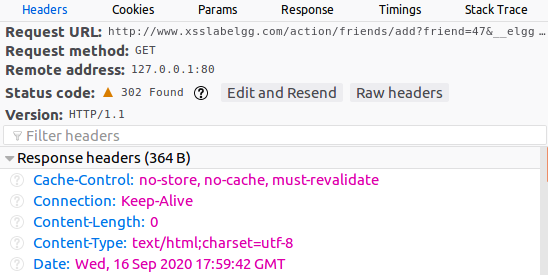 Headers Cookies Params Response Timings Stack Trace
Request URL: http://www.xsslabelgg.com/action/friends/add?friend=47&__elgg …
Request method: GET
Remote address: 127.0.0.1:80
Status code: 302 Found ? Edit and Resend Raw headers
Version: HTTP/1.1
Filter headers
Response headers (364 B)
? Cache-Control: no-store, no-cache, must-revalidate
? Connection: Keep-Alive
? Content-Length: 0
? Content-Type: text/html;charset=utf-8
? Date: Wed, 16 Sep 2020 17:59:42 GMT